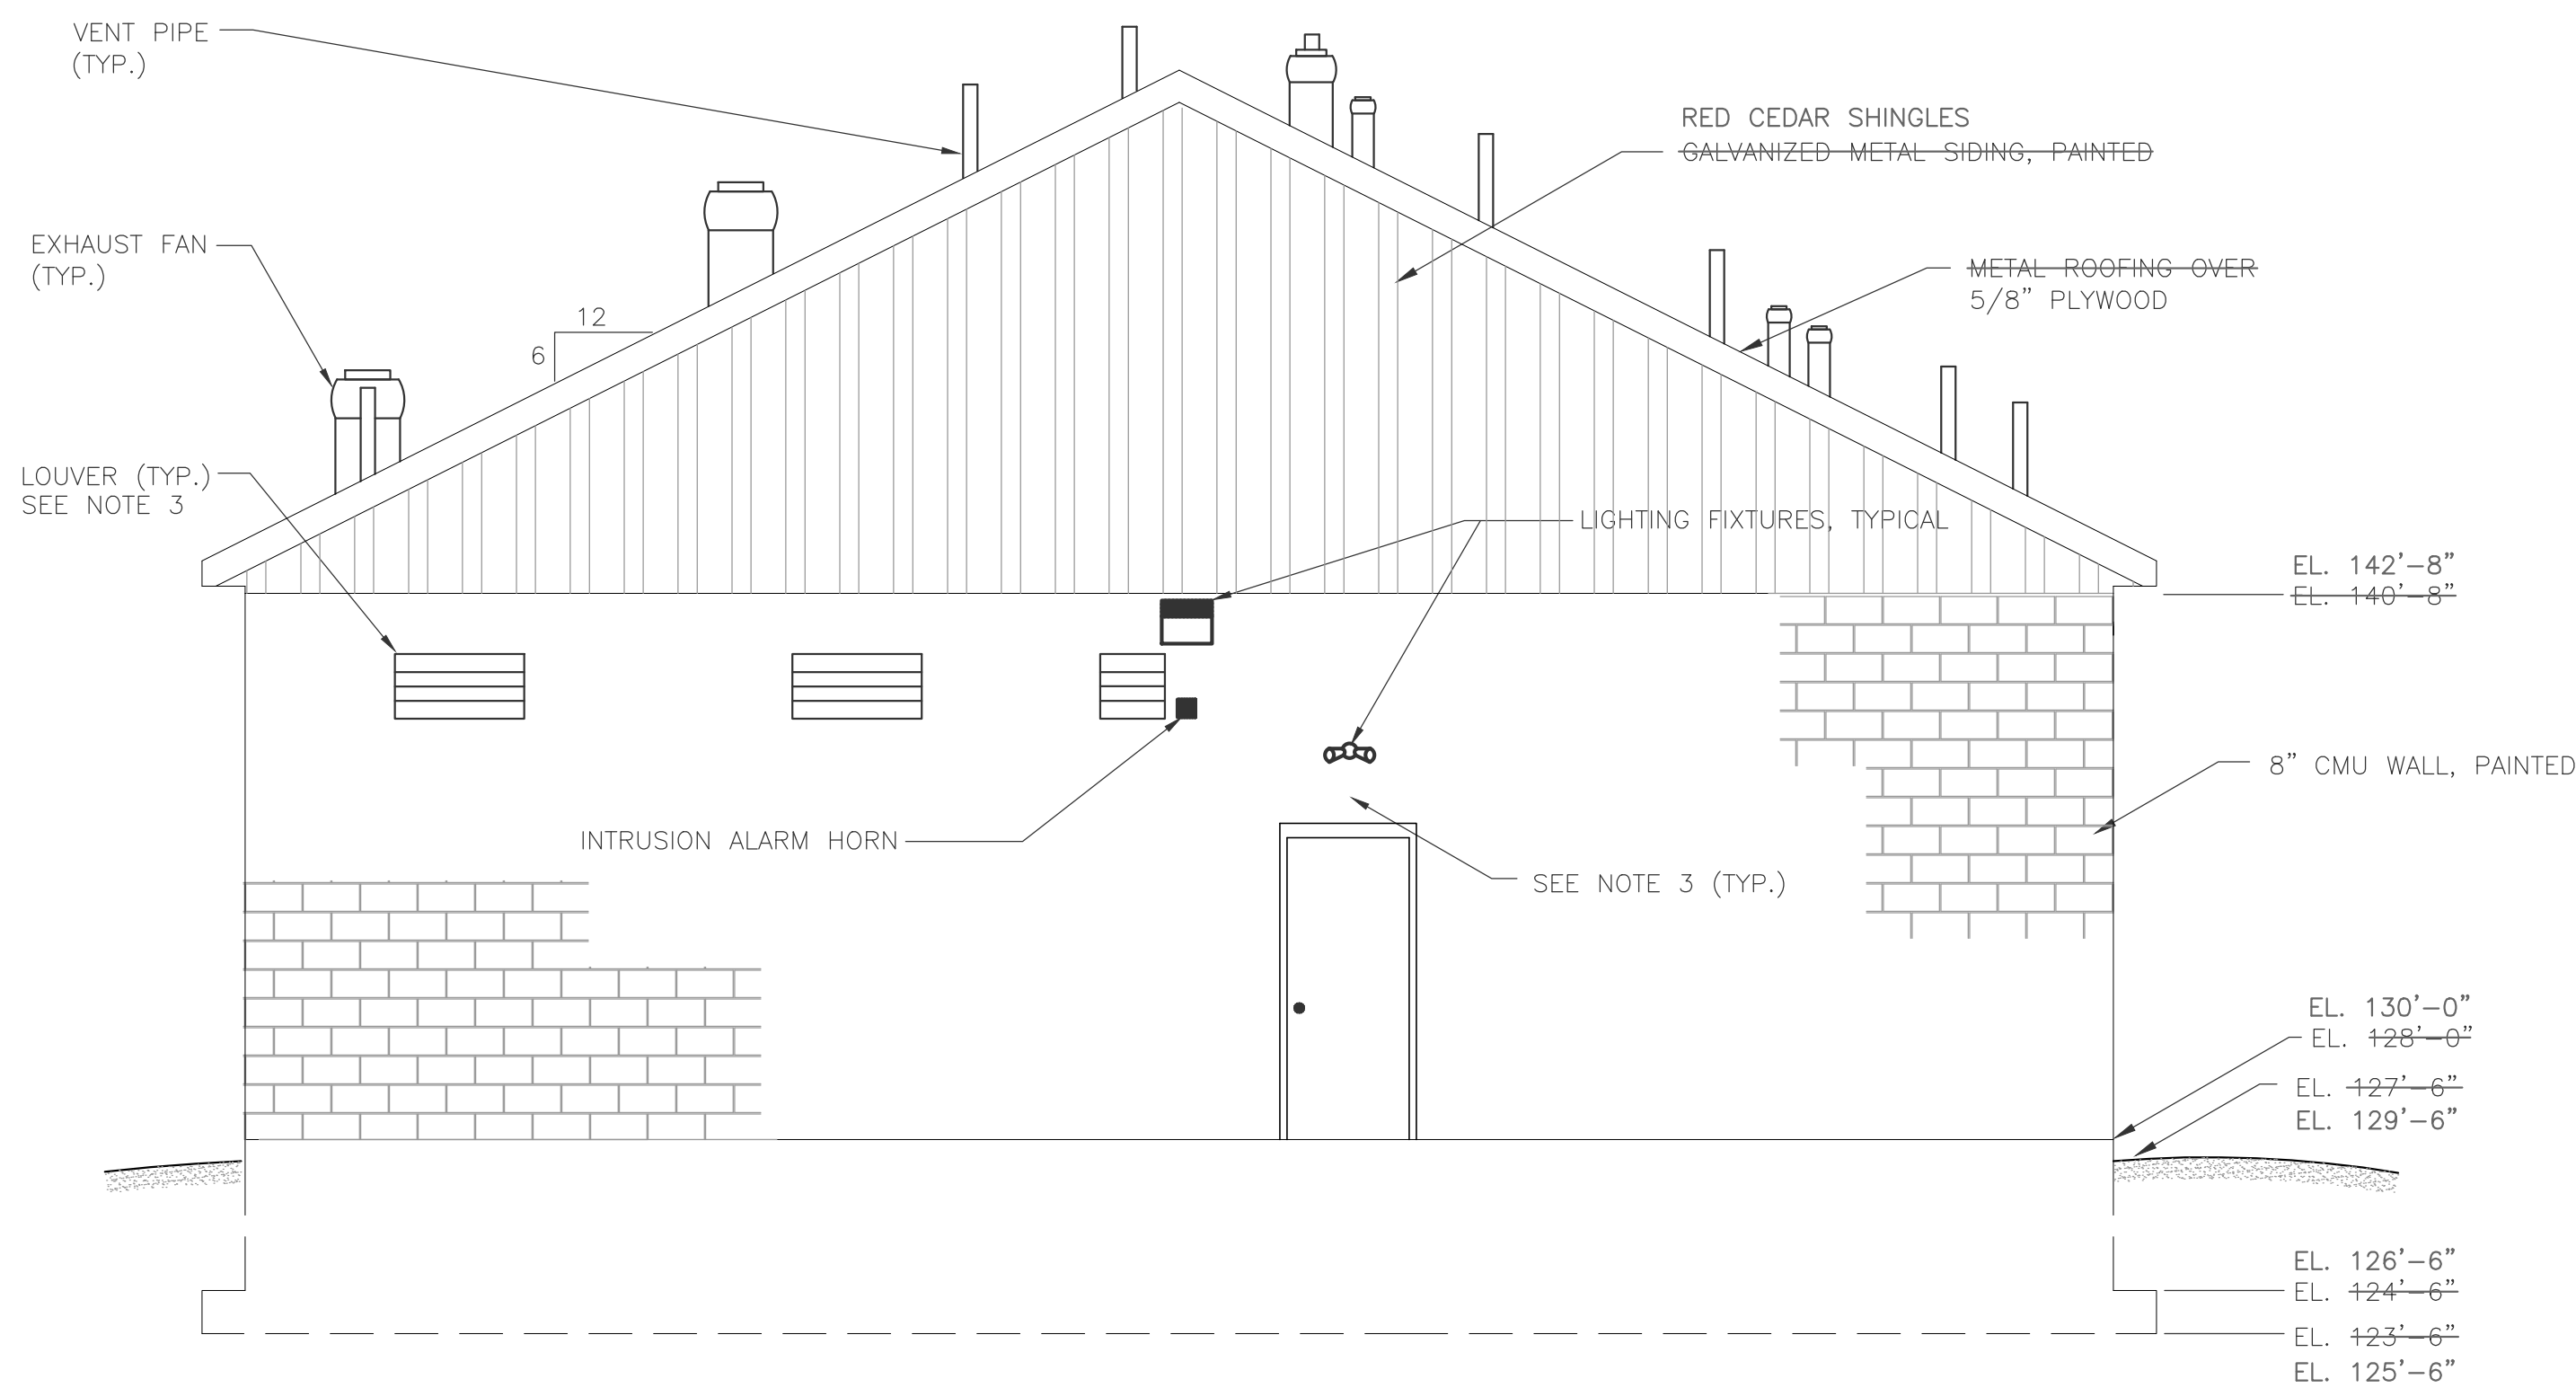 VENT PIPE
(TYP.)
RED CEDAR SHINGLES
GALVANIZED METAL SIDING, PAINTED
EXHAUST FAN
(TYP.)
METAL ROOFING OVER
5/8” PLYWOOD
12
6
LOUVER (TYP.)
SEE NOTE 3
LIGHTING FIXTURES, TYPICAL
EL. 142’-8”
EL. 140’-8”
8” CMU WALL, PAINTED
INTRUSION ALARM HORN
SEE NOTE 3 (TYP.)
EL. 130’-0”
EL. 128’-0”
EL. 127’-6”
EL. 129’-6”
EL. 126’-6”
EL. 124’-6”
EL. 123’-6”
EL. 125’-6”